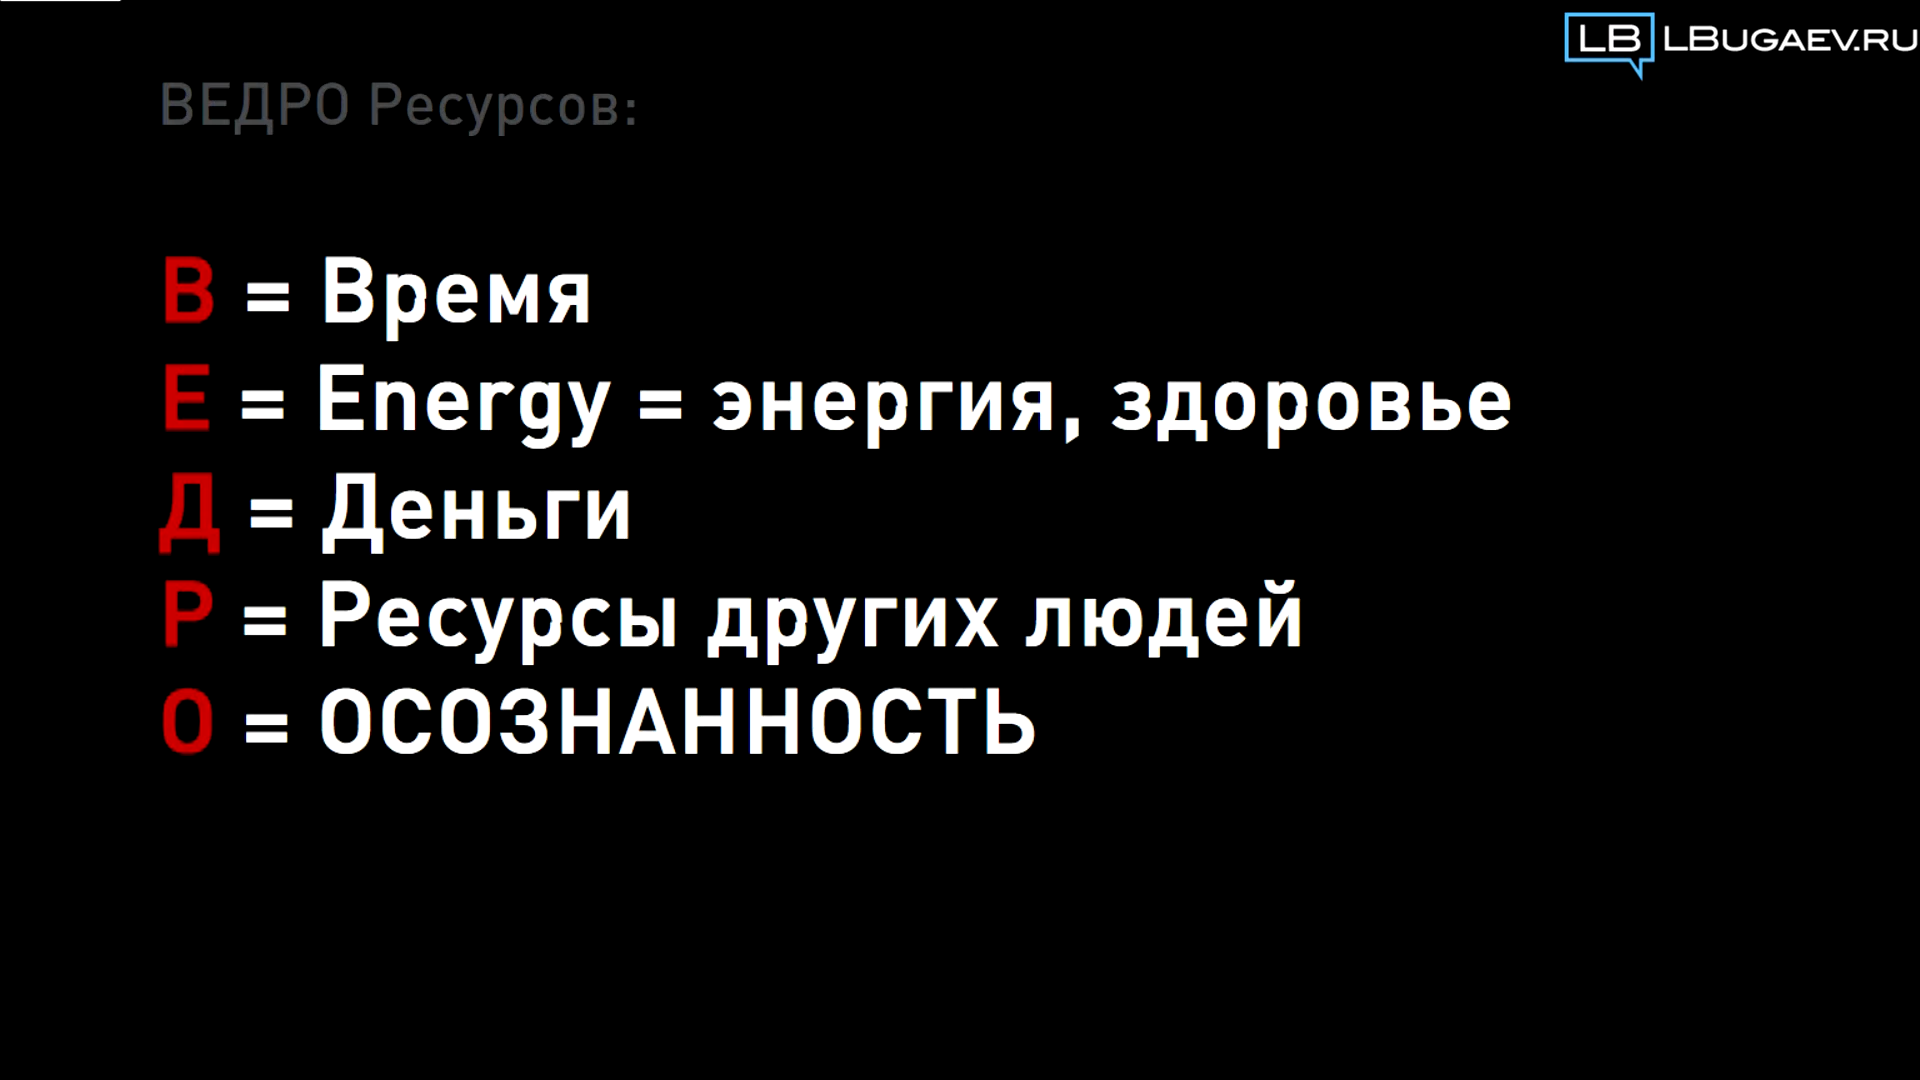 LB LBUGAEV.RU
ВЕДРО Ресурсов:
В = Время
Е = Energy = энергия, здоровье
Д = Деньги
Р = Ресурсы других людей
О = ОСОЗНАННОСТЬ